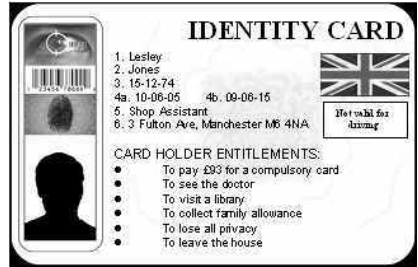 IDENTITY CARD
1. Lesley
2. Jones
3. 15-12-74
4a. 10-06-05 4b. 09-06-15
5. Shop Assistant
6. 3 Fulton Ave, Manchester M6 4NA
Not valid for
driving
CARD HOLDER ENTITLEMENTS:
● To pay £93 for a compulsory card
● To see the doctor
● To visit a library
● To collect family allowance
● To lose all privacy
● To leave the house